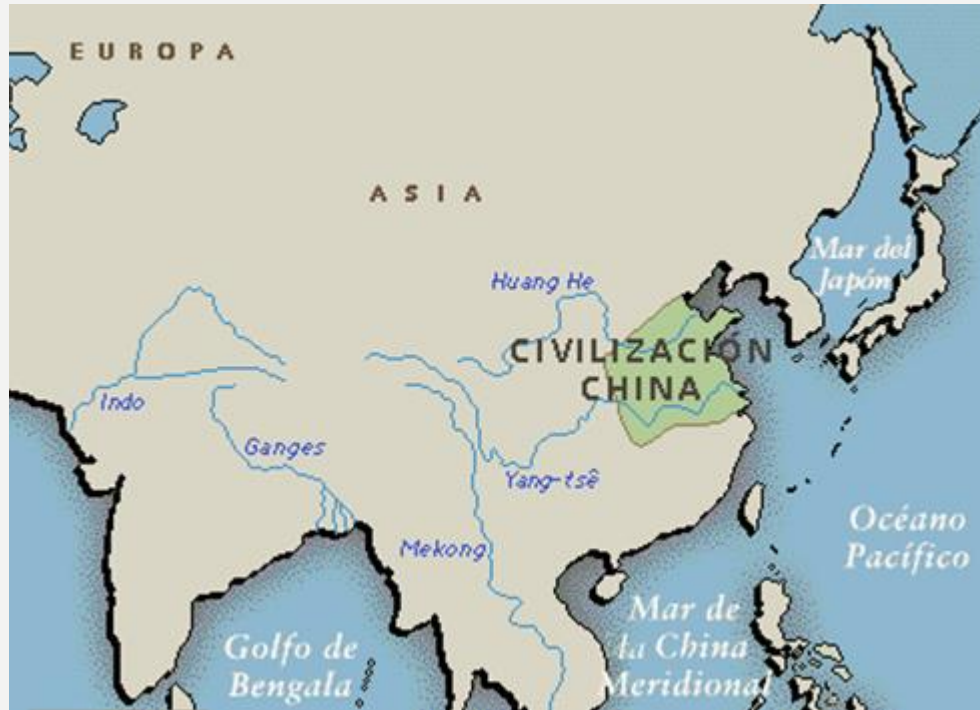 EUROPA
ASIA
Mar del
Japón
Huang He
CIVILIZACIÓN
CHINA
Indo
Ganges
Yang-tsê
Océano
Pacífico
Mekong
Mar de
la China
Meridional
Golfo de
Bengala